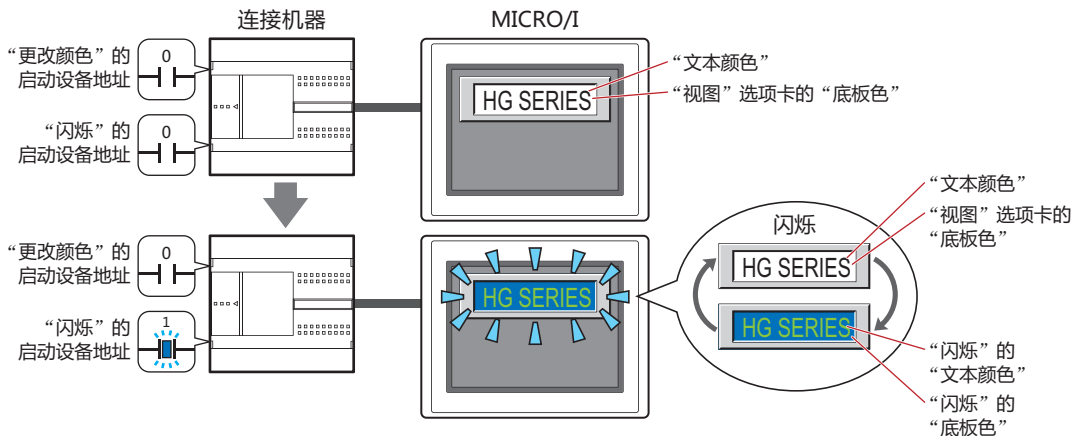 连接机器
MICRO/I
“更改颜色”的
启动设备地址
0
“闪烁”的
启动设备地址
0
HG SERIES
“文本颜色”
“视图”选项卡的“底板色”
“更改颜色”的
启动设备地址
0
“闪烁”的
启动设备地址
1
HG SERIES
闪烁
HG SERIES
HG SERIES
“文本颜色”
“视图”选项卡的
“底板色”
“闪烁”的
“文本颜色”
“闪烁”的
“底板色”